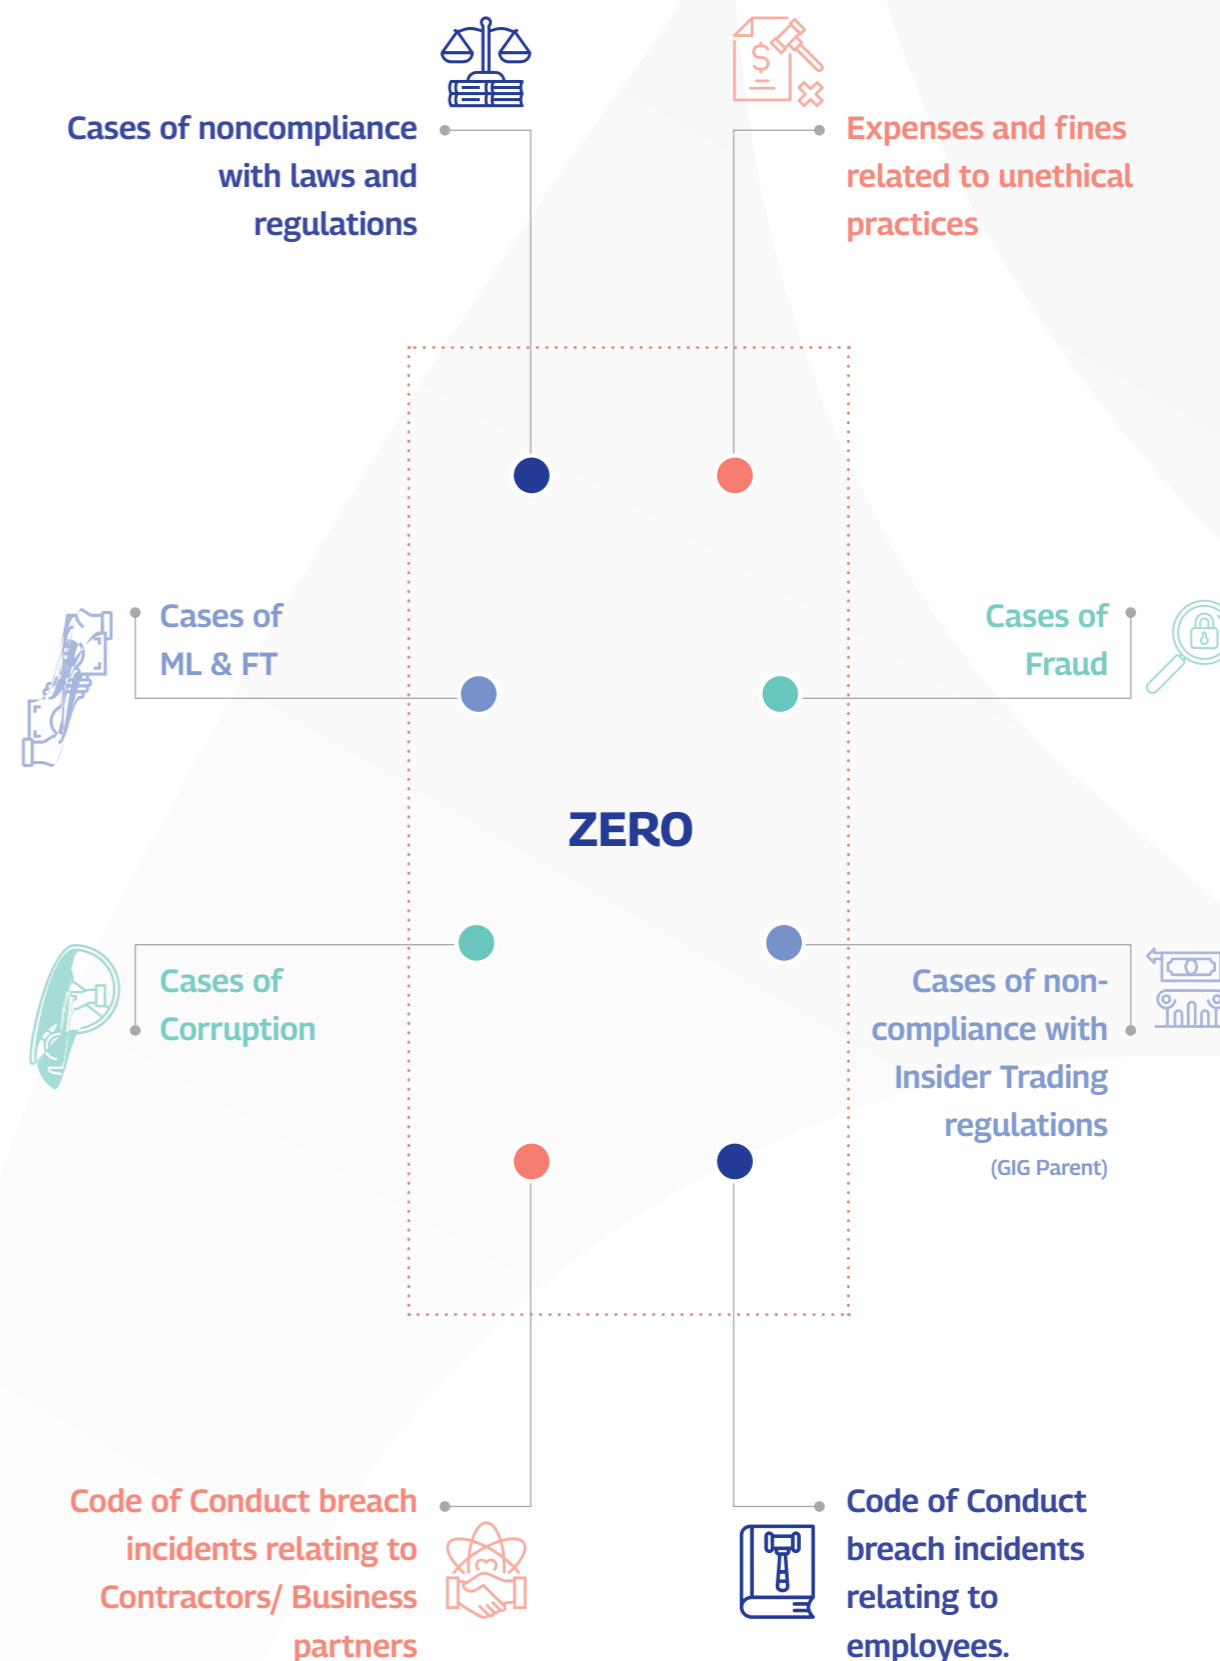 Cases of noncompliance
with laws and
regulations
Expenses and fines
related to unethical
practices
Cases of
ML & FT
Cases of
Fraud
ZERO
Cases of
Corruption
Cases of non-
compliance with
Insider Trading
regulations
(GIG Parent)
Code of Conduct breach
incidents relating to
Contractors/ Business
partners
Code of Conduct
breach incidents
relating to
employees.